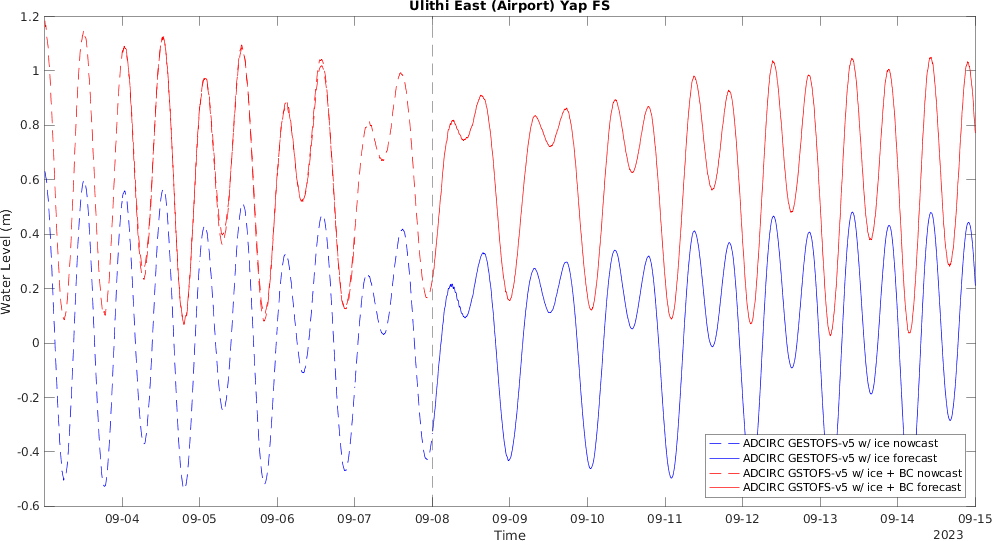 Ulithi East (Airport) Yap FS
1.2
1
0.8
0.6
0.4
0.2
0
-0.2
-0.4
-0.6
Water Level (m)
ADCIRC GESTOFS-v5 w/ ice nowcast
ADCIRC GESTOFS-v5 w/ ice forecast
ADCIRC GSTOFS-v5 w/ ice + BC nowcast
ADCIRC GSTOFS-v5 w/ ice + BC forecast
09-04 09-05 09-06 09-07 09-08 09-09 09-10 09-11 09-12 09-13 09-14 09-15
Time
2023